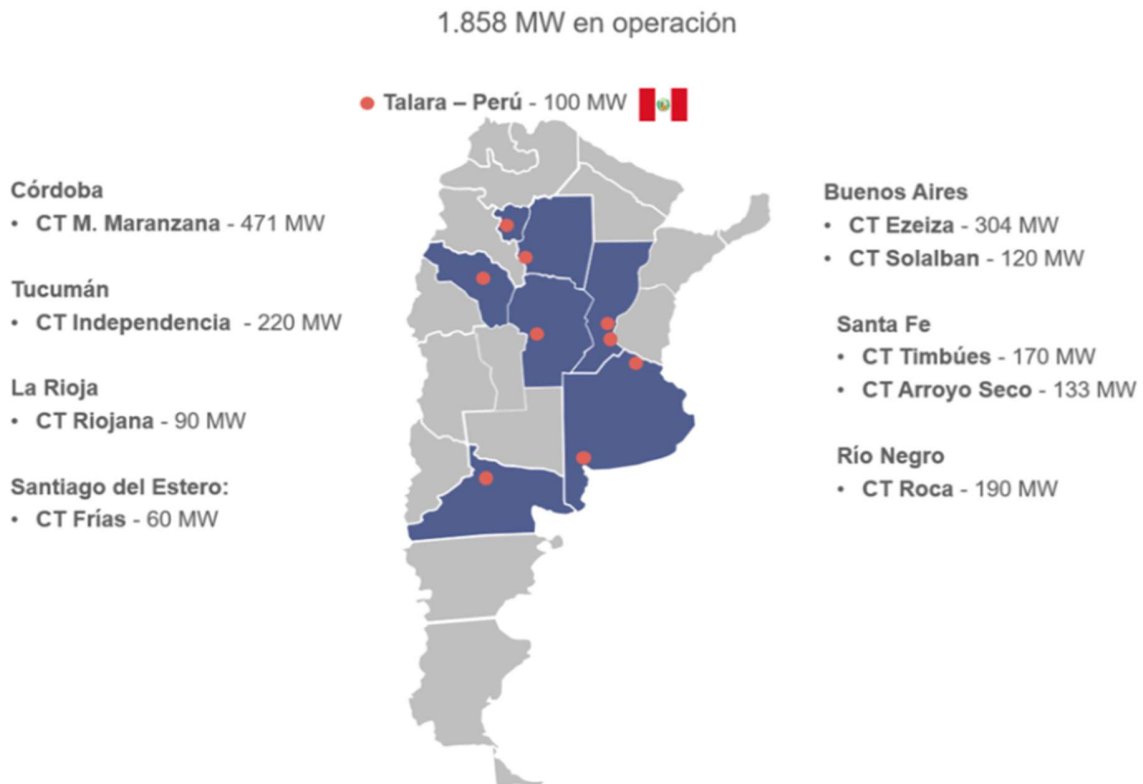 1.858 MW en operación
Talara – Perú - 100 MW
Córdoba
• CT M. Maranzana - 471 MW
Tucumán
• CT Independencia - 220 MW
La Rioja
• CT Riojana - 90 MW
Santiago del Estero:
• CT Frías - 60 MW
Buenos Aires
• CT Ezeiza - 304 MW
• CT Solalban - 120 MW
Santa Fe
• CT Timbúes - 170 MW
• CT Arroyo Seco - 133 MW
Río Negro
• CT Roca - 190 MW